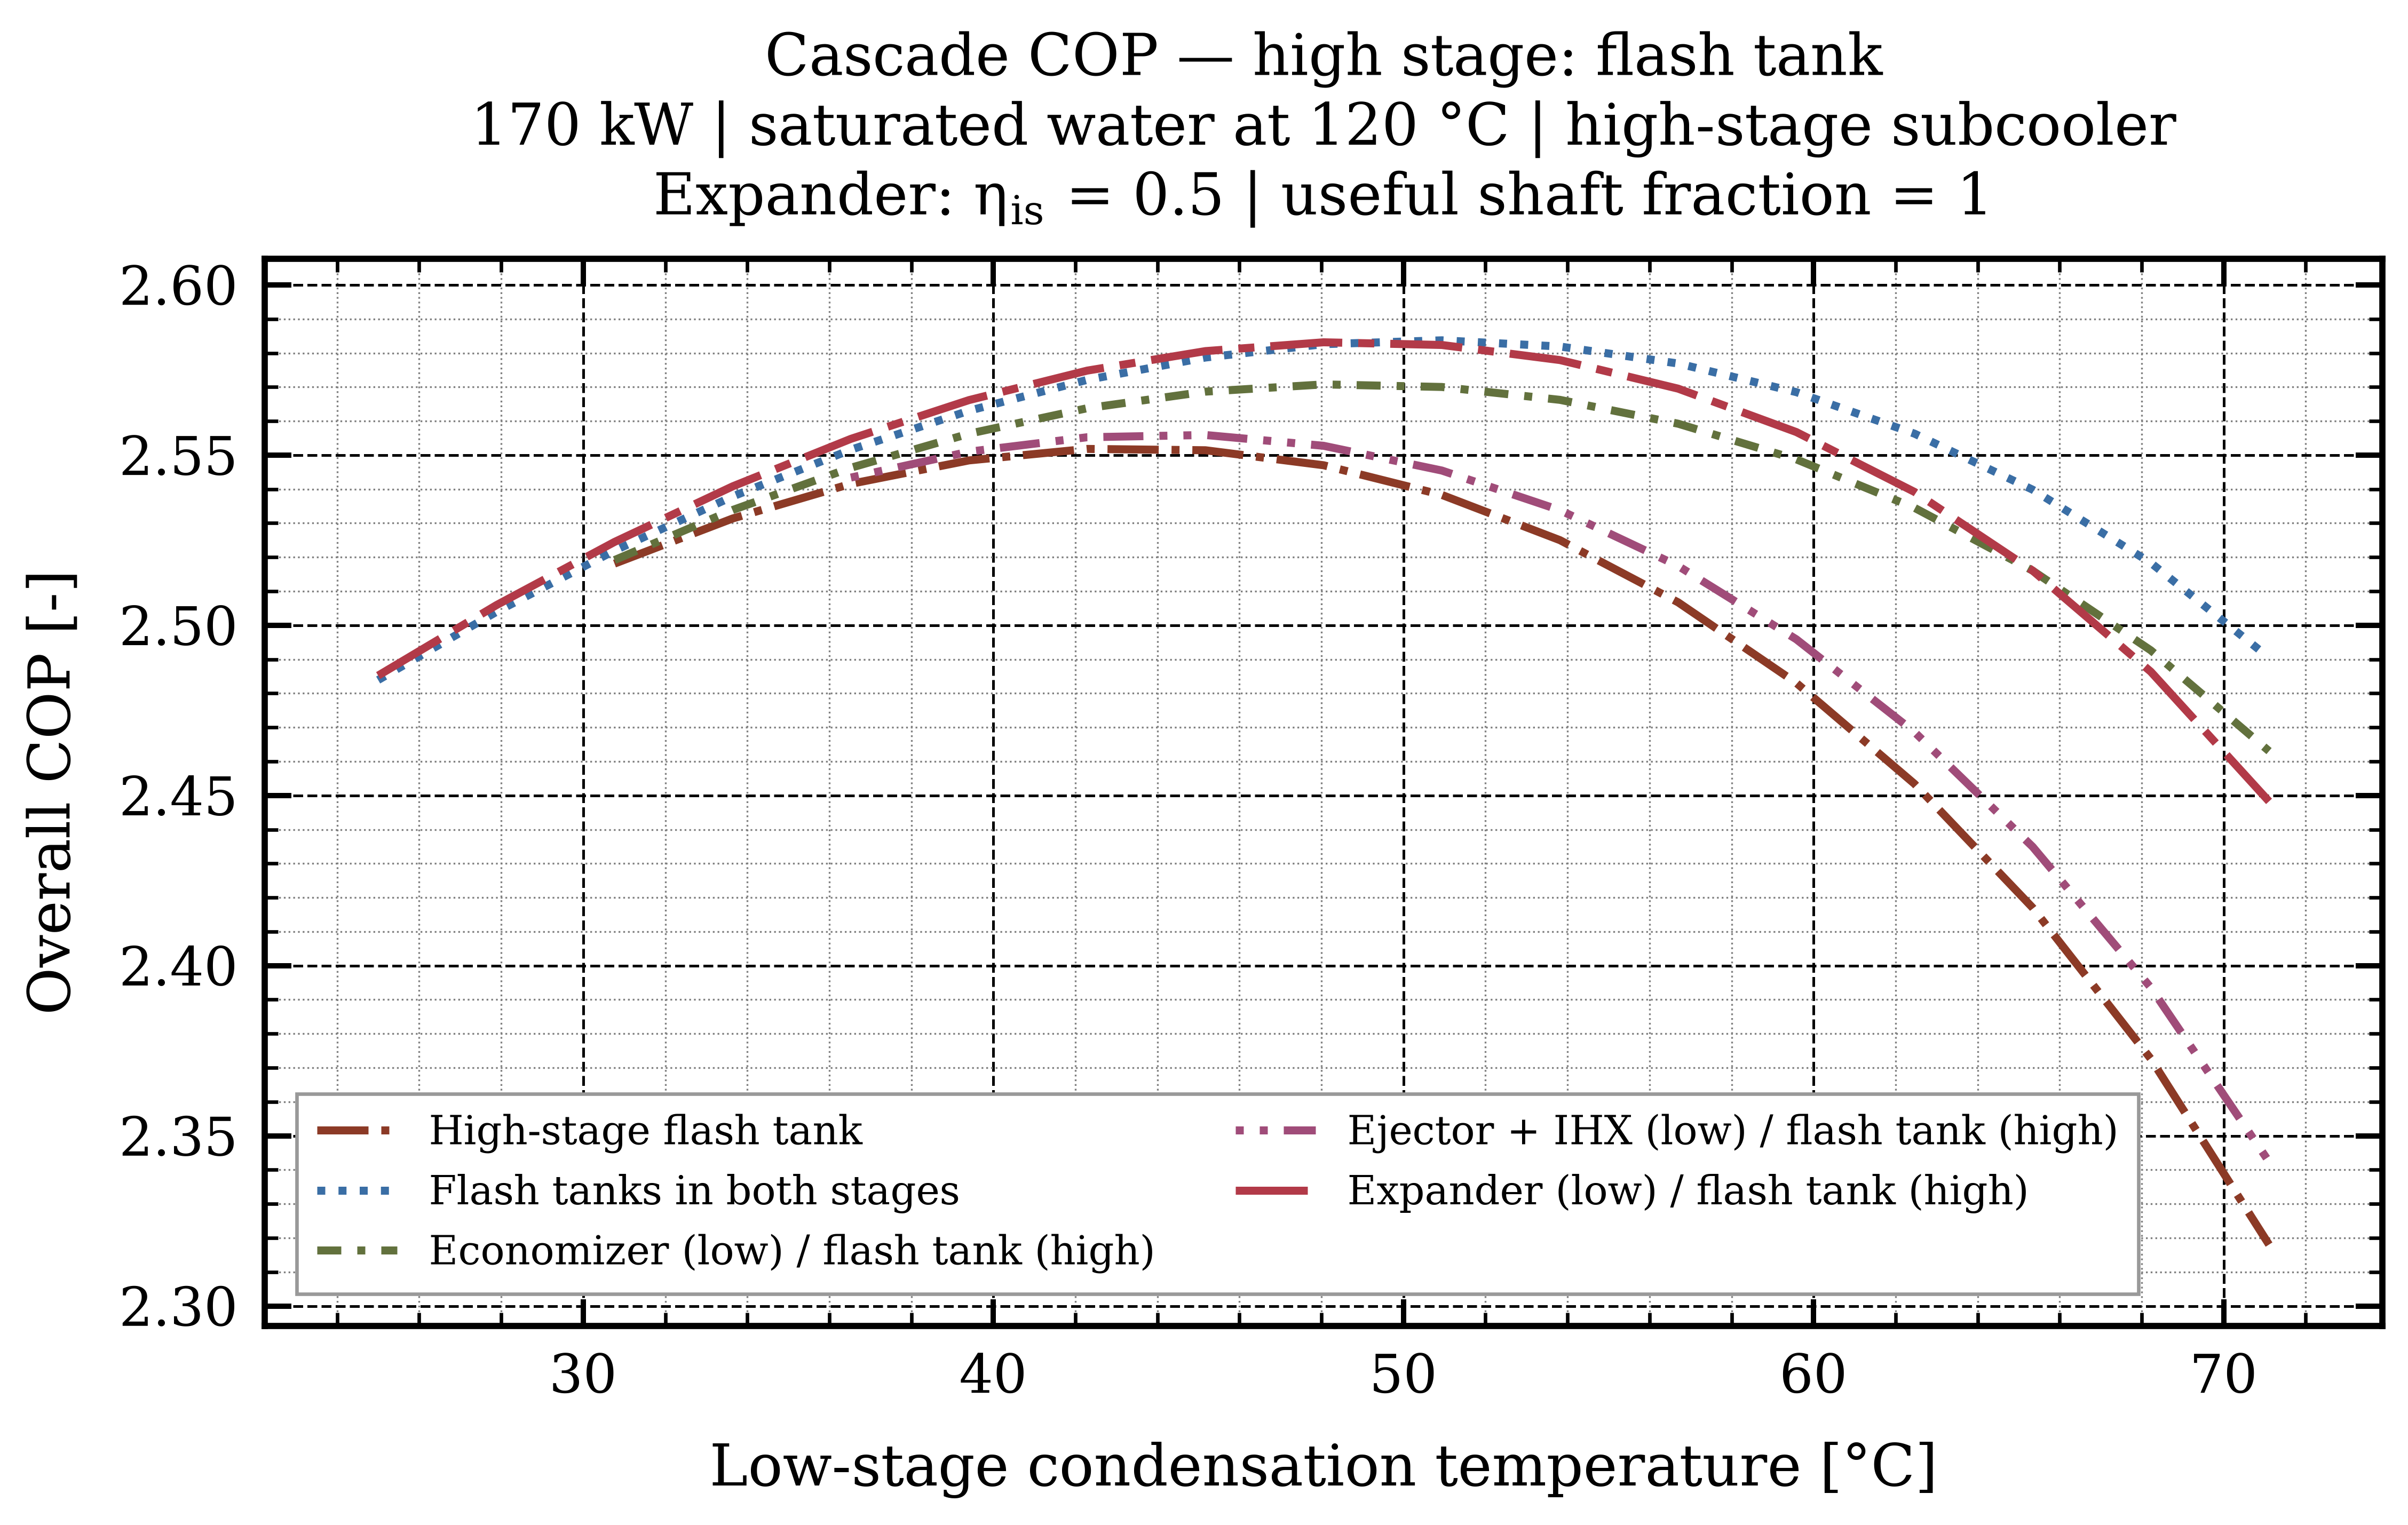 Cascade COP — high stage: flash tank
170 kW | saturated water at 120 °C | high-stage subcooler
Expander: ηis = 0.5 | useful shaft fraction = 1
Overall COP [-]
2.60
2.55
2.50
2.45
2.40
2.35
2.30
High-stage flash tank
Flash tanks in both stages
Economizer (low) / flash tank (high)
Ejector + IHX (low) / flash tank (high)
Expander (low) / flash tank (high)
30 40 50 60 70
Low-stage condensation temperature [°C]